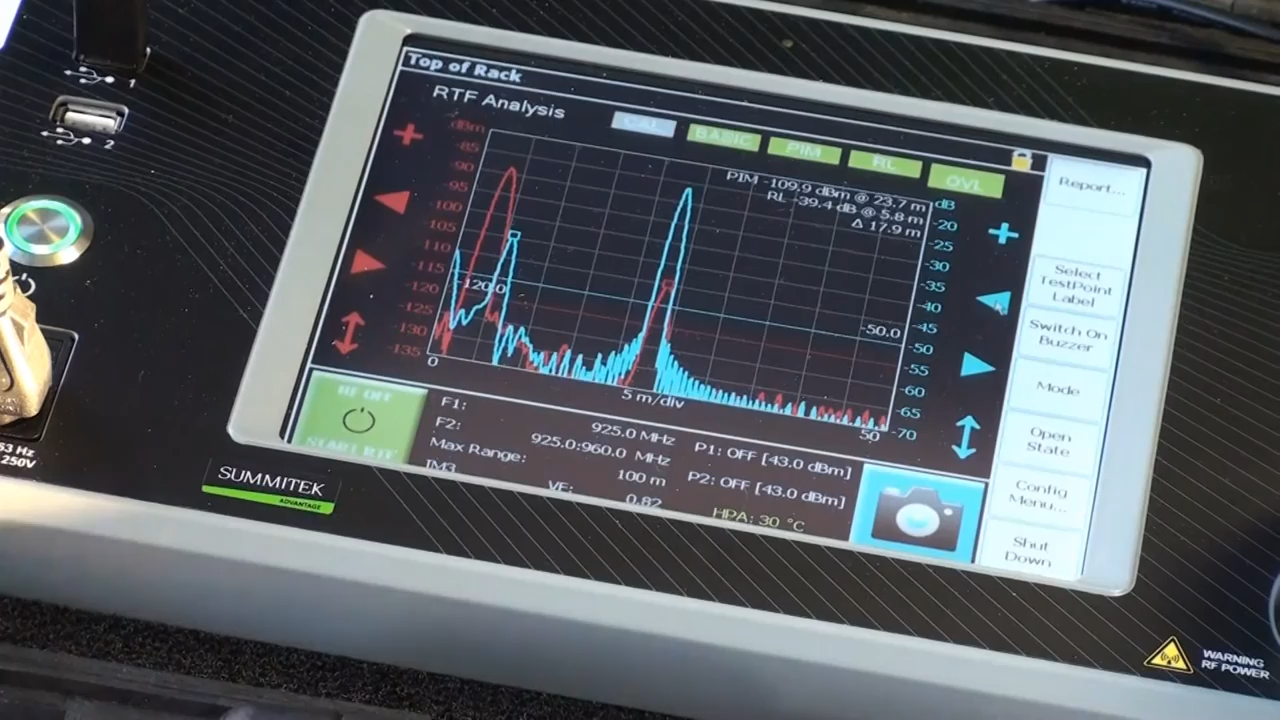 1
2
53 Hz
250V
SUMMITEK
ADVANTAGE
Top of Rack
RTF Analysis
CAL
BASIC
PIM
RL
OVL
dBm
-85
-90
-95
-100
-105
-110
-115
-120
-125
-130
-135
PIM -109.9 dBm @ 23.7 m
RL -39.4 dB @ 5.8 m
Δ 17.9 m
-120.0
-50.0
dB
-20
-25
-30
-35
-40
-45
-50
-55
-60
-65
-70
0
5 m/div
50
RF OFF
START RTF
F1:
925.0 MHz
F2:
925.0:960.0 MHz
Max Range:
100 m
IM3
VF:
0.82
P1: OFF [43.0 dBm]
P2: OFF [43.0 dBm]
HPA: 30 °C
Report...
Select
TestPoint
Label
Switch On
Buzzer
Mode
Open
State
Config
Menu...
Shut
Down
WARNING
RF POWER